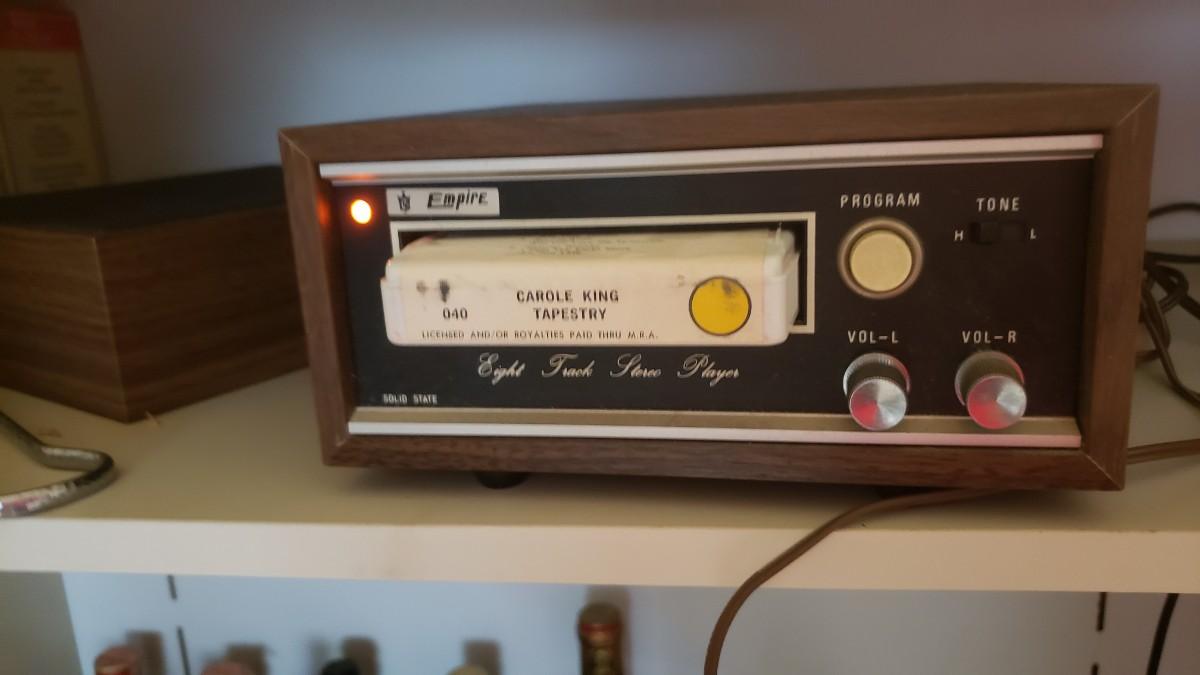 Empire
PROGRAM
TONE
H L
CAROLE KING
040 TAPESTRY
LICENSED AND/OR ROYALTIES PAID THRU M.R.A.
VOL-L VOL-R
Eight Track Stereo Player
SOLID STATE